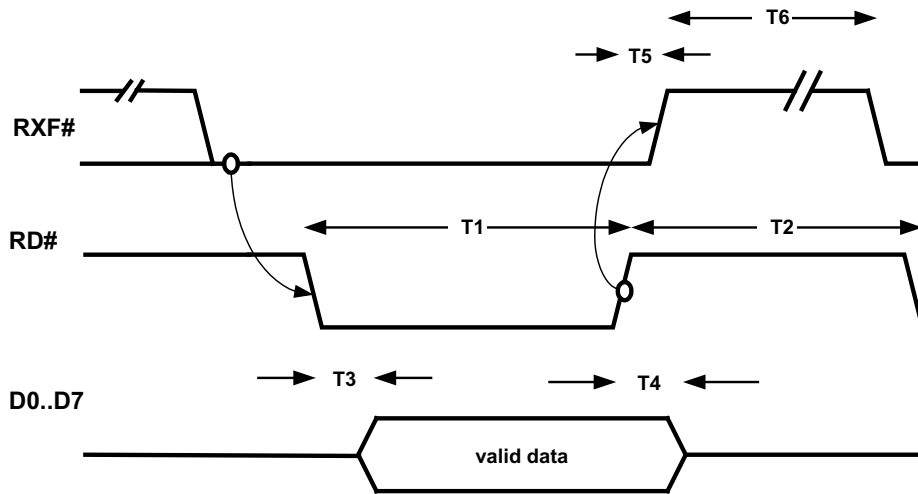 T6
T5
RXF#
T1
T2
RD#
T3
T4
D0..D7
valid data